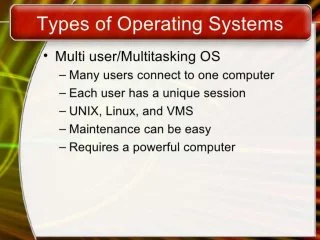 Types of Operating Systems
• Multi user/Multitasking OS
– Many users connect to one computer
– Each user has a unique session
– UNIX, Linux, and VMS
– Maintenance can be easy
– Requires a powerful computer